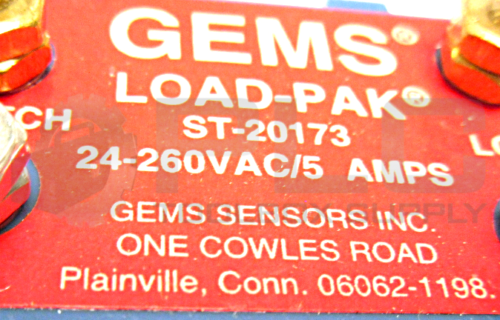 GEMS®
LOAD-PAK®
ST-20173
24-260VAC/5 AMPS
GEMS SENSORS INC.
ONE COWLES ROAD
Plainville, Conn. 06062-1198.